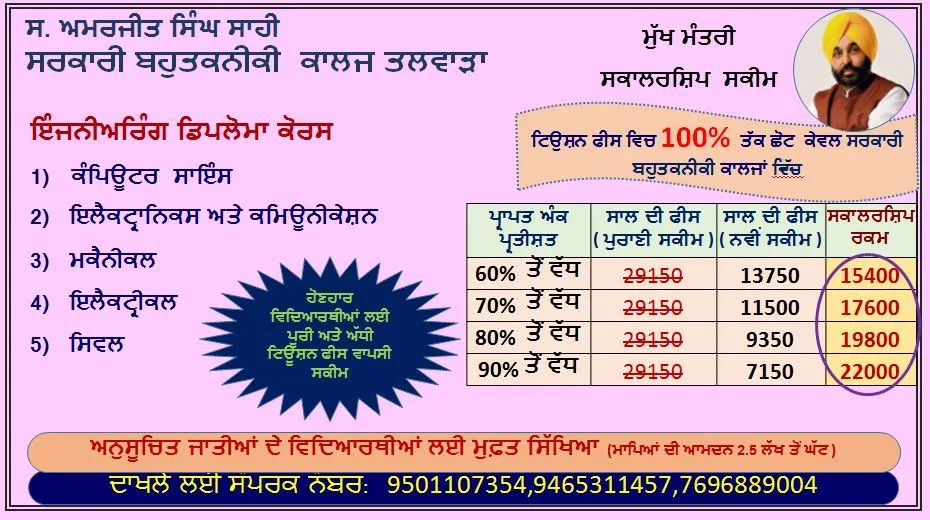 ਸ. ਅਮਰਜੀਤ ਸਿੰਘ ਸਾਹੀ
ਸਰਕਾਰੀ ਬਹੁਤਕਨੀਕੀ ਕਾਲਜ ਤਲਵਾੜਾ
ਮੁੱਖ ਮੰਤਰੀ
ਸਕਾਲਰਸ਼ਿਪ ਸਕੀਮ
ਇੰਜਨੀਅਰਿੰਗ ਡਿਪਲੋਮਾ ਕੋਰਸ
1) ਕੰਪਿਊਟਰ ਸਾਇੰਸ
2) ਇਲੈਕਟ੍ਰਾਨਿਕਸ ਅਤੇ ਕਮਿਊਨੀਕੇਸ਼ਨ
3) ਮਕੈਨੀਕਲ
4) ਇਲੈਕਟ੍ਰੀਕਲ
5) ਸਿਵਲ
ਹੋਣਹਾਰ
ਵਿਦਿਆਰਥੀਆਂ ਲਈ
ਪੂਰੀ ਅਤੇ ਅੱਧੀ
ਟਿਊਸ਼ਨ ਫੀਸ ਵਾਪਸੀ
ਸਕੀਮ
ਟਿਊਸ਼ਨ ਫੀਸ ਵਿਚ 100% ਤੱਕ ਛੋਟ ਕੇਵਲ ਸਰਕਾਰੀ
ਬਹੁਤਕਨੀਕੀ ਕਾਲਜਾਂ ਵਿੱਚ
ਪ੍ਰਾਪਤ ਅੰਕ ਸਾਲ ਦੀ ਫੀਸ ਸਾਲ ਦੀ ਫੀਸ ਸਕਾਲਰਸ਼ਿਪ
ਪ੍ਰਤੀਸ਼ਤ ( ਪੁਰਾਣੀ ਸਕੀਮ ) ( ਨਵੀਂ ਸਕੀਮ ) ਰਕਮ
60% ਤੋਂ ਵੱਧ 29150 13750 15400
70% ਤੋਂ ਵੱਧ 29150 11500 17600
80% ਤੋਂ ਵੱਧ 29150 9350 19800
90% ਤੋਂ ਵੱਧ 29150 7150 22000
ਅਨੁਸੂਚਿਤ ਜਾਤੀਆਂ ਦੇ ਵਿਦਿਆਰਥੀਆਂ ਲਈ ਮੁਫ਼ਤ ਸਿੱਖਿਆ (ਮਾਪਿਆਂ ਦੀ ਆਮਦਨ 2.5 ਲੱਖ ਤੋਂ ਘੱਟ )
ਦਾਖਲੇ ਲਈ ਸੰਪਰਕ ਨੰਬਰ: 9501107354,9465311457,7696889004